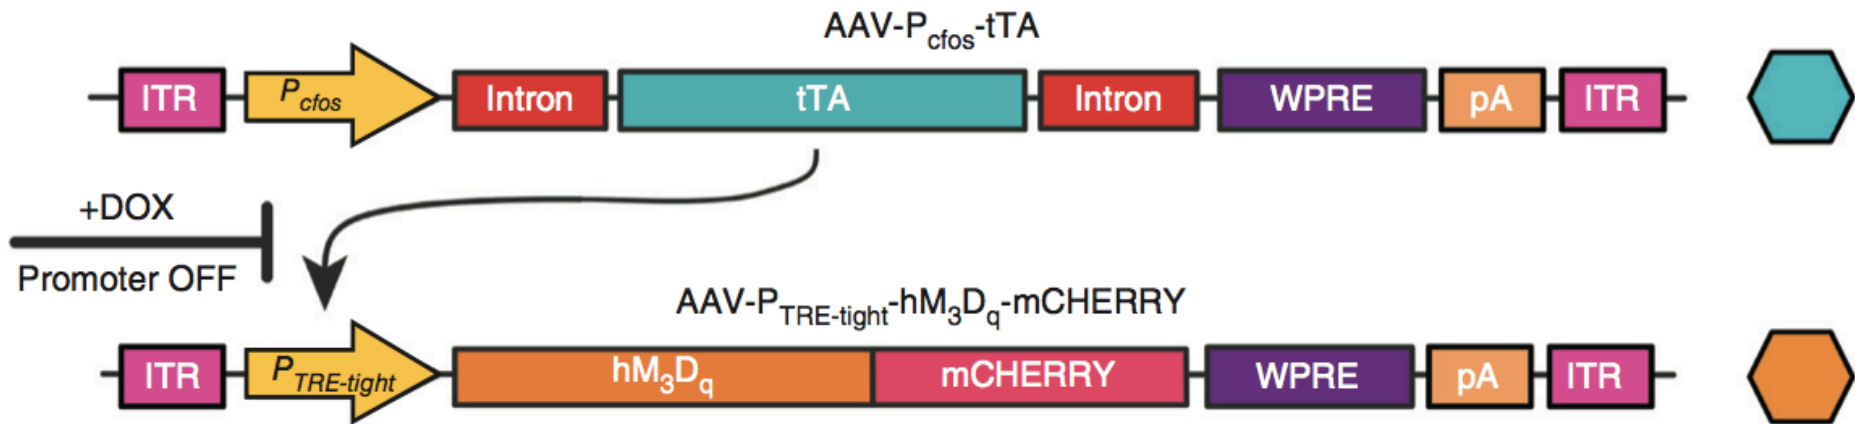 AAV-Pcfos-tTA
ITR Pcfos Intron tTA Intron WPRE pA ITR
+DOX
Promoter OFF
AAV-PTRE-tight-hM3Dq-mCHERRY
ITR PTRE-tight hM3Dq mCHERRY WPRE pA ITR